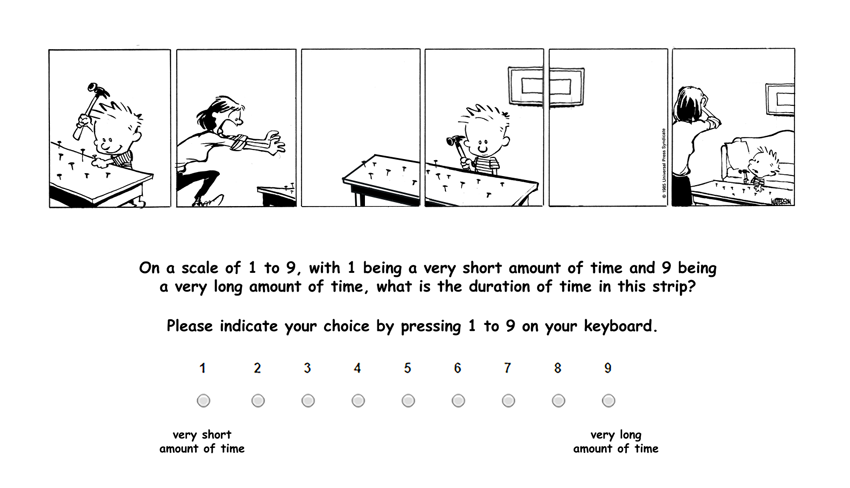 © 1985 Universal Press Syndicate
WATTERSON
On a scale of 1 to 9, with 1 being a very short amount of time and 9 being
a very long amount of time, what is the duration of time in this strip?
Please indicate your choice by pressing 1 to 9 on your keyboard.
1 2 3 4 5 6 7 8 9
very short very long
amount of time amount of time